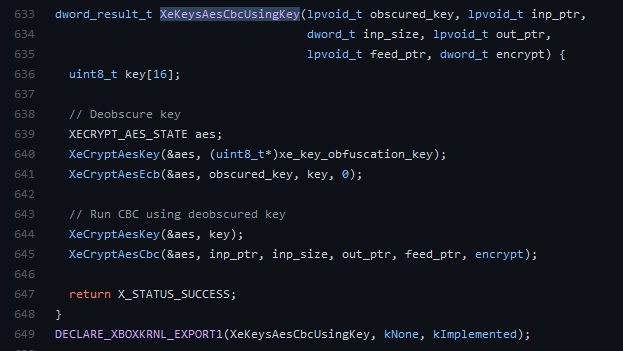 633 dword_result_t XeKeysAesCbcUsingKey(lpvoid_t obscured_key, lpvoid_t inp_ptr,
634                                      dword_t inp_size, lpvoid_t out_ptr,
635                                      lpvoid_t feed_ptr, dword_t encrypt) {
636   uint8_t key[16];
637
638   // Deobscure key
639   XECRYPT_AES_STATE aes;
640   XeCryptAesKey(&aes, (uint8_t*)xe_key_obfuscation_key);
641   XeCryptAesEcb(&aes, obscured_key, key, 0);
642
643   // Run CBC using deobscured key
644   XeCryptAesKey(&aes, key);
645   XeCryptAesCbc(&aes, inp_ptr, inp_size, out_ptr, feed_ptr, encrypt);
646
647   return X_STATUS_SUCCESS;
648 }
649 DECLARE_XBOXKRNL_EXPORT1(XeKeysAesCbcUsingKey, kNone, kImplemented);